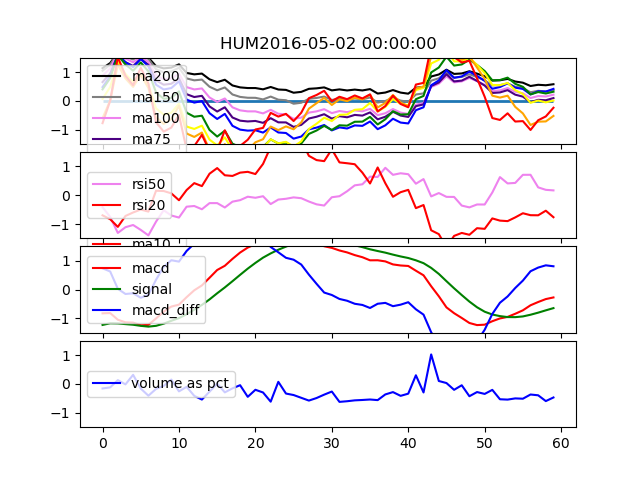 HUM2016-05-02 00:00:00
1
0
−1
ma200
ma150
ma100
ma75
1
0
−1
rsi50
rsi20
ma10
1
0
−1
macd
signal
macd_diff
1
0
−1
volume as pct
0 10 20 30 40 50 60